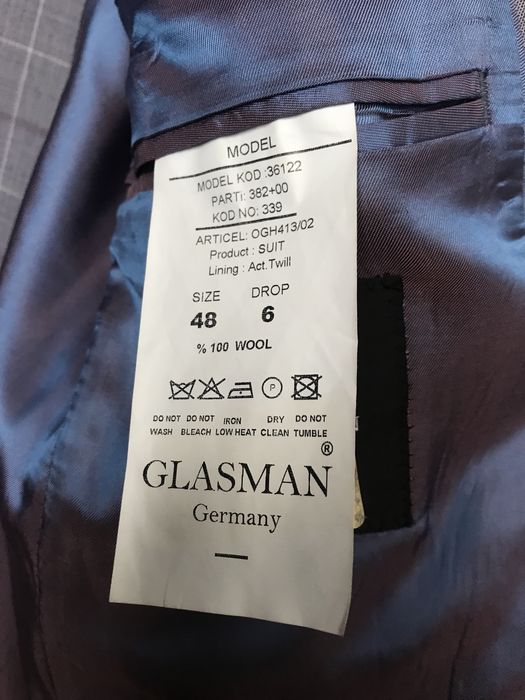 MODEL
MODEL KOD :36122
PARTi: 382+00
KOD NO: 339
ARTICEL: OGH413/02
Product : SUIT
Lining : Act.Twill
SIZE DROP
48 6
% 100 WOOL
P
DO NOT DO NOT IRON DRY DO NOT
WASH BLEACH LOW HEAT CLEAN TUMBLE
GLASMAN®
Germany